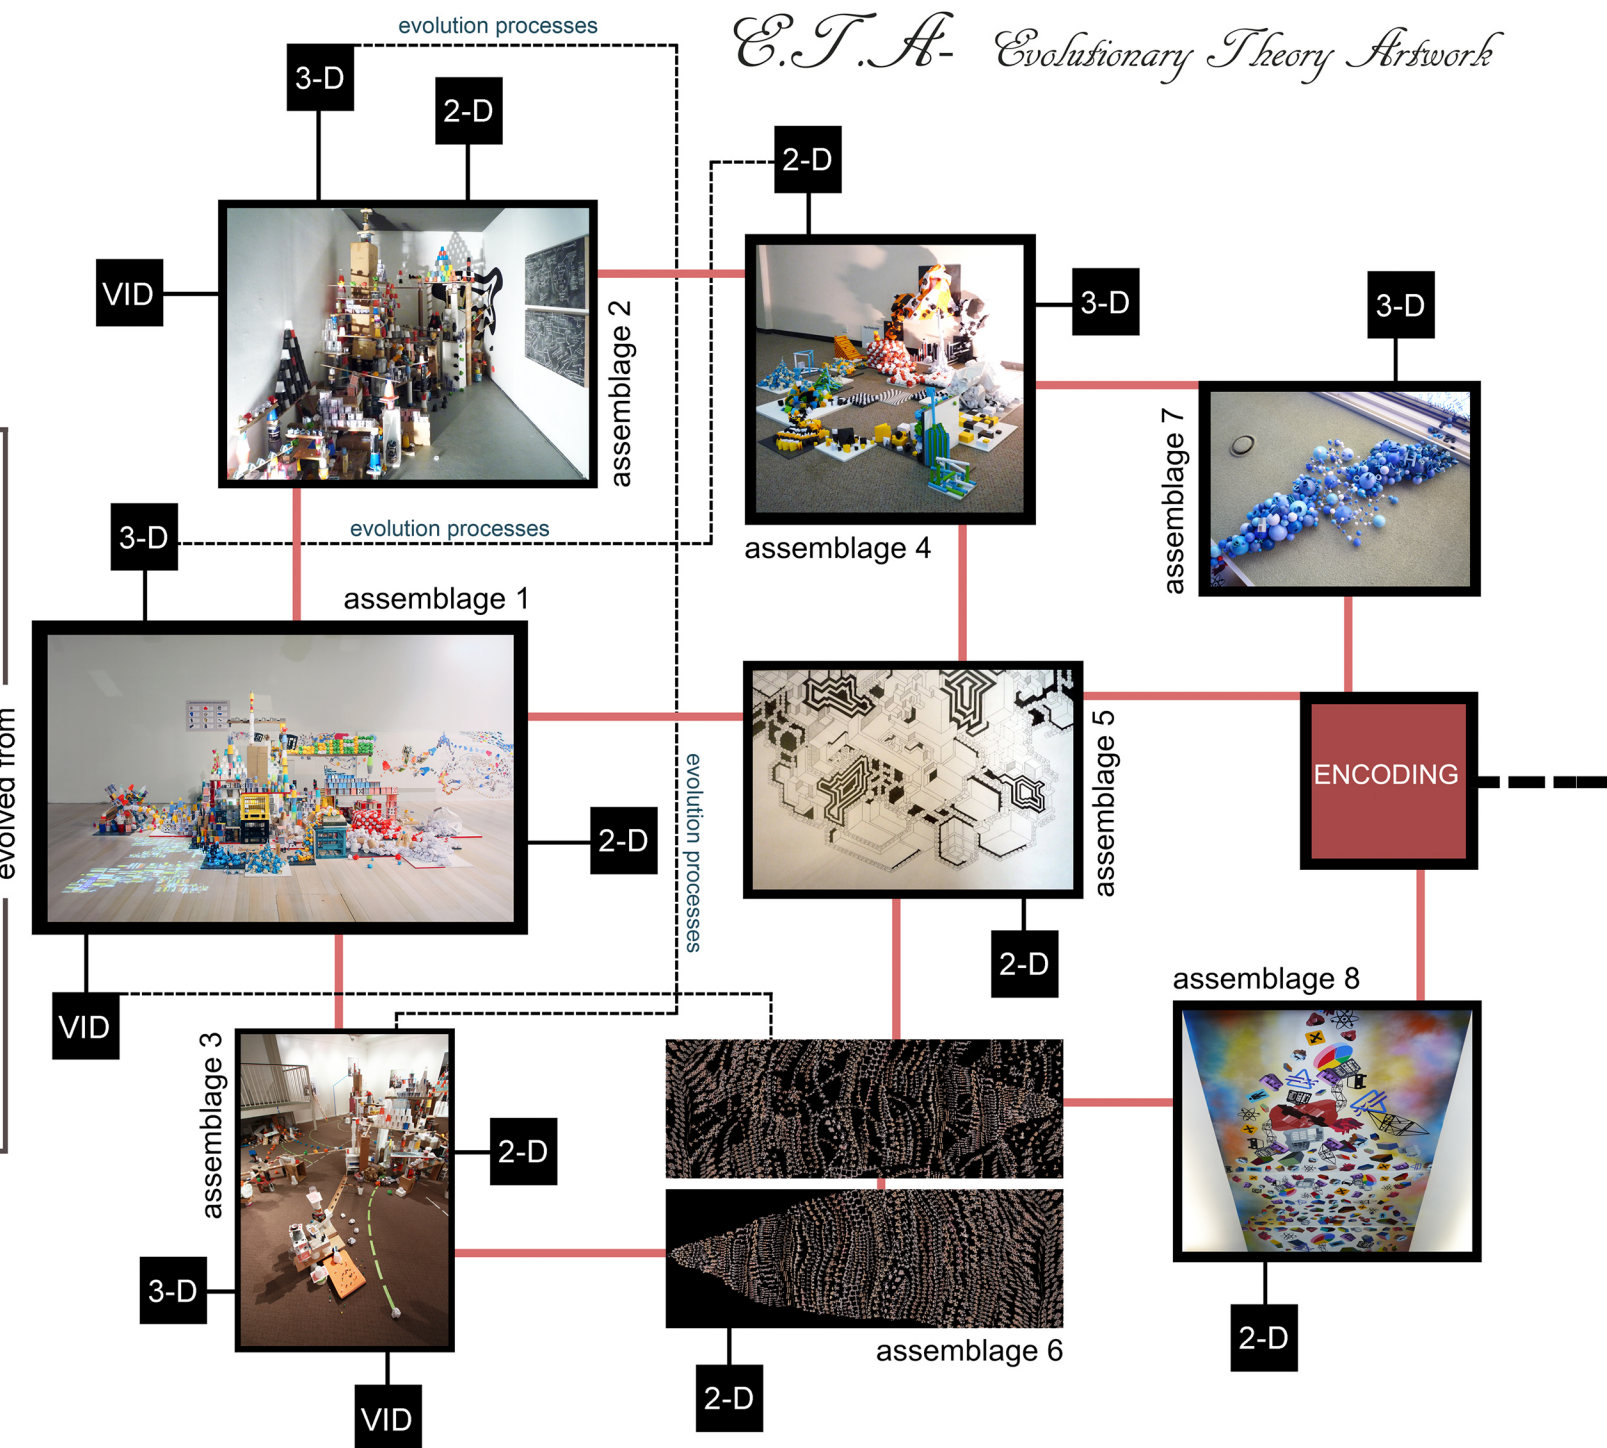 evolution processes
E.T.A- Evolutionary Theory Artwork
3-D
2-D
2-D
VID
assemblage 2
3-D
3-D
assemblage 7
3-D
evolution processes
assemblage 4
assemblage 1
evolved from
ENCODING
assemblage 5
evolution processes
2-D
2-D
assemblage 8
VID
assemblage 3
2-D
3-D
2-D
assemblage 6
2-D
VID